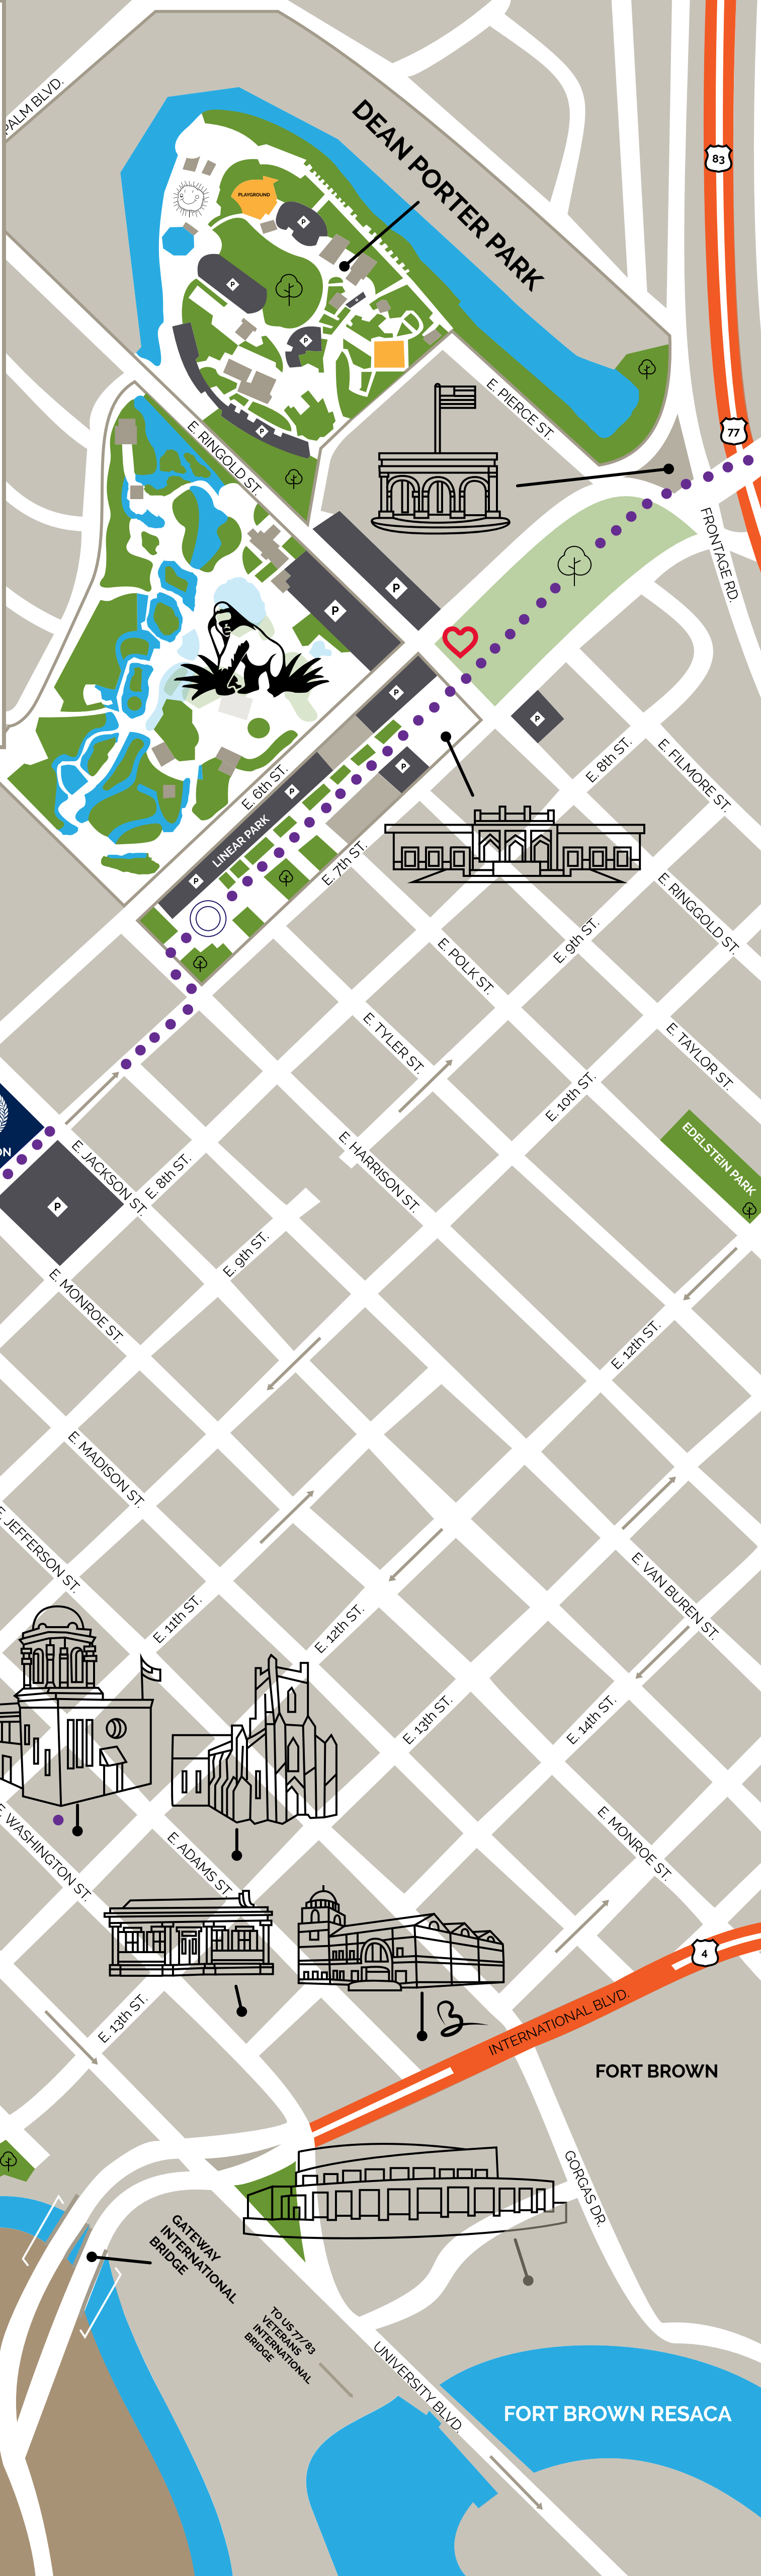 PALM BLVD.
83
DEAN PORTER PARK
PLAYGROUND
P
P
P
P
77
E. PIERCE ST.
E. RINGOLD ST.
FRONTAGE RD.
P
P
P
P
P
E. 8th ST.
E. FILMORE ST.
E. 6th ST.
P
LINEAR PARK
P
E. 7th ST.
E. RINGGOLD ST.
E. 9th ST.
E. POLK ST.
E. TYLER ST.
E. TAYLOR ST.
E. 10th ST.
ON
E. JACKSON ST.
E. 8th ST.
E. HARRISON ST.
EDELSTEIN PARK
P
E. 9th ST.
E. MONROE ST.
E. 12th ST.
E. MADISON ST.
E. JEFFERSON ST.
E. VAN BUREN ST.
E. 11th ST.
E. 12th ST.
E. 13th ST.
E. 14th ST.
E. WASHINGTON ST.
E. ADAMS ST
E. MONROE ST.
4
INTERNATIONAL BLVD.
E. 13th ST.
FORT BROWN
GORGAS DR.
GATEWAY
INTERNATIONAL
BRIDGE
TO US 77/83
VETERANS
INTERNATIONAL
BRIDGE
UNIVERSITY BLVD.
FORT BROWN RESACA